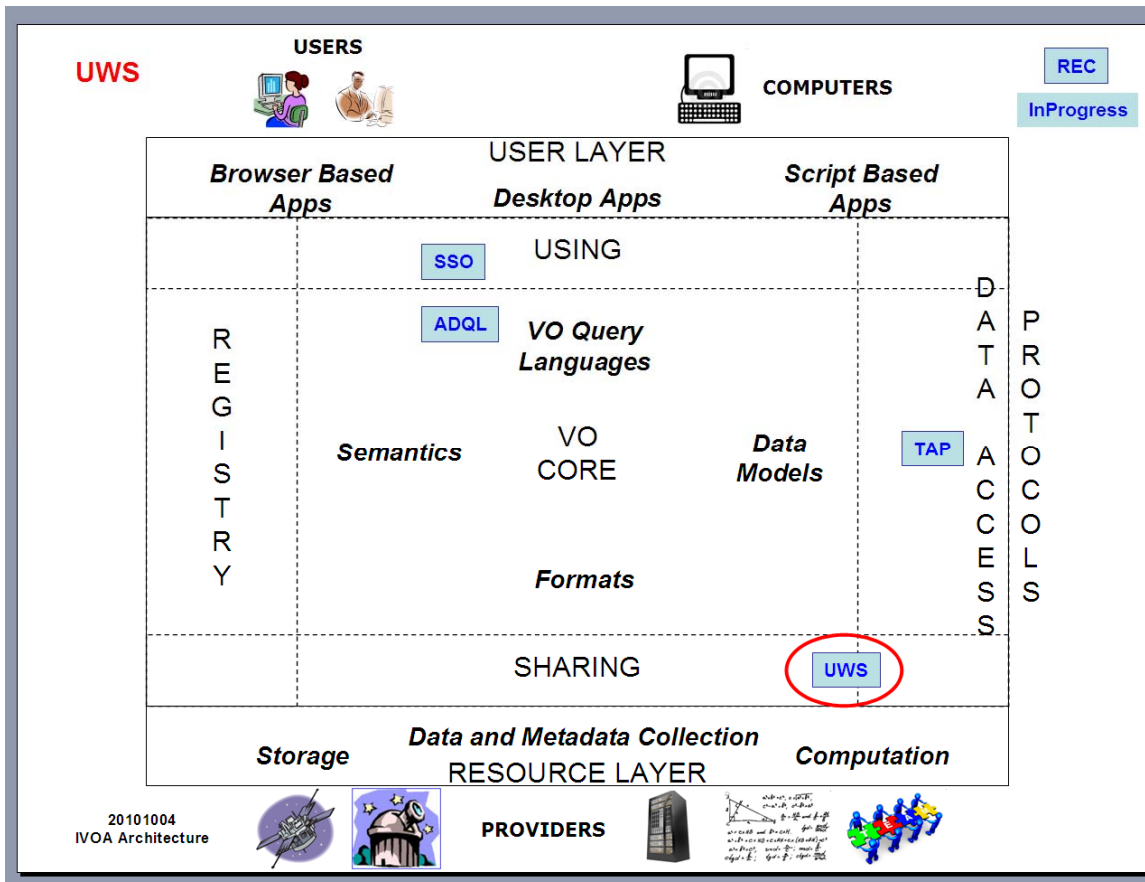 UWS
USERS
COMPUTERS
REC
InProgress
USER LAYER
Browser Based
Apps
Desktop Apps
Script Based
Apps
USING
SSO
ADQL
VO Query
Languages
REGISTRY
Semantics
VO
CORE
Data
Models
TAP
DATA ACCESS
PROTOCOLS
Formats
SHARING
UWS
Storage
Data and Metadata Collection
Computation
RESOURCE LAYER
20101004
IVOA Architecture
PROVIDERS